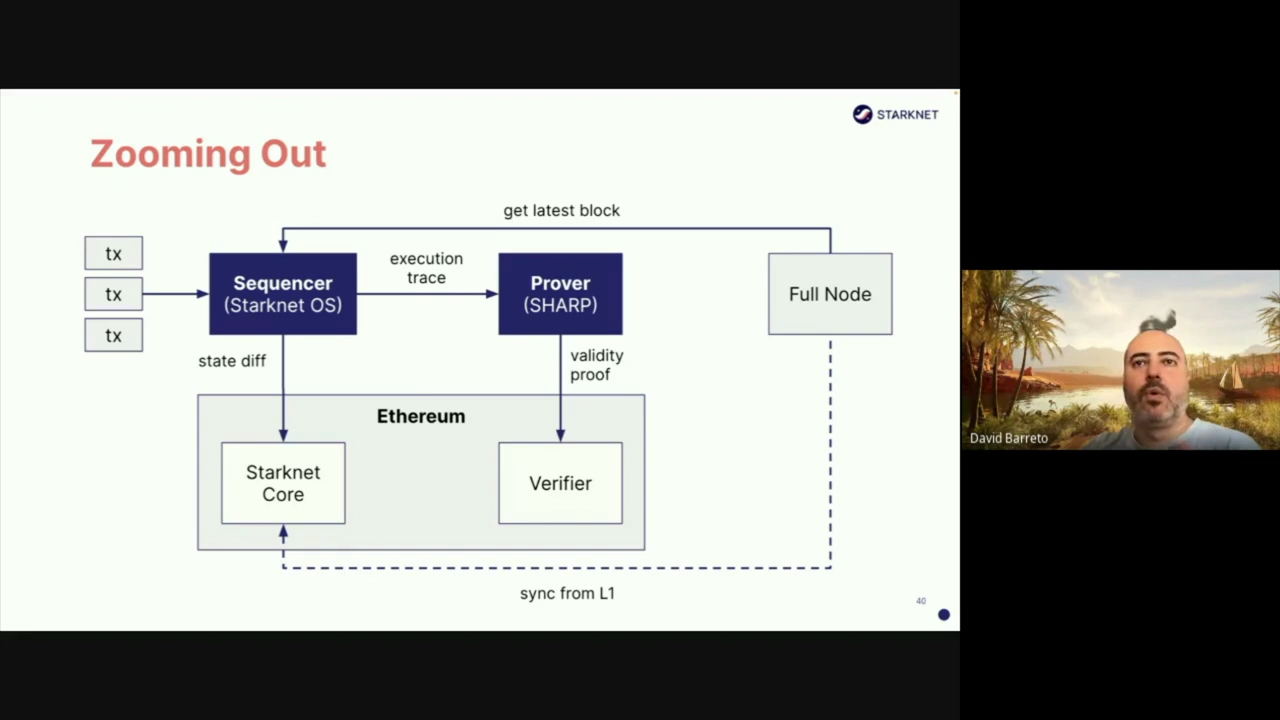 STARKNET
Zooming Out
get latest block
tx
tx
tx
Sequencer
(Starknet OS)
execution
trace
Prover
(SHARP)
Full Node
state diff
validity
proof
Ethereum
Starknet
Core
Verifier
sync from L1
40
David Barreto